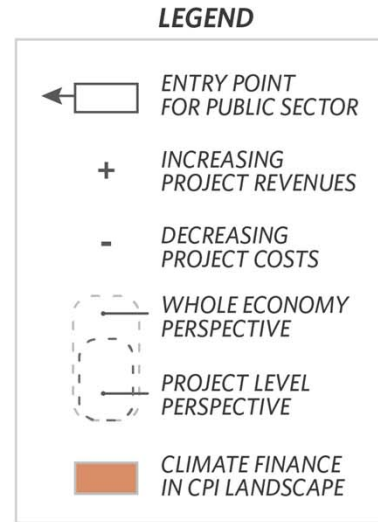 LEGEND
ENTRY POINT
FOR PUBLIC SECTOR
+ INCREASING
PROJECT REVENUES
- DECREASING
PROJECT COSTS
WHOLE ECONOMY
PERSPECTIVE
PROJECT LEVEL
PERSPECTIVE
CLIMATE FINANCE
IN CPI LANDSCAPE